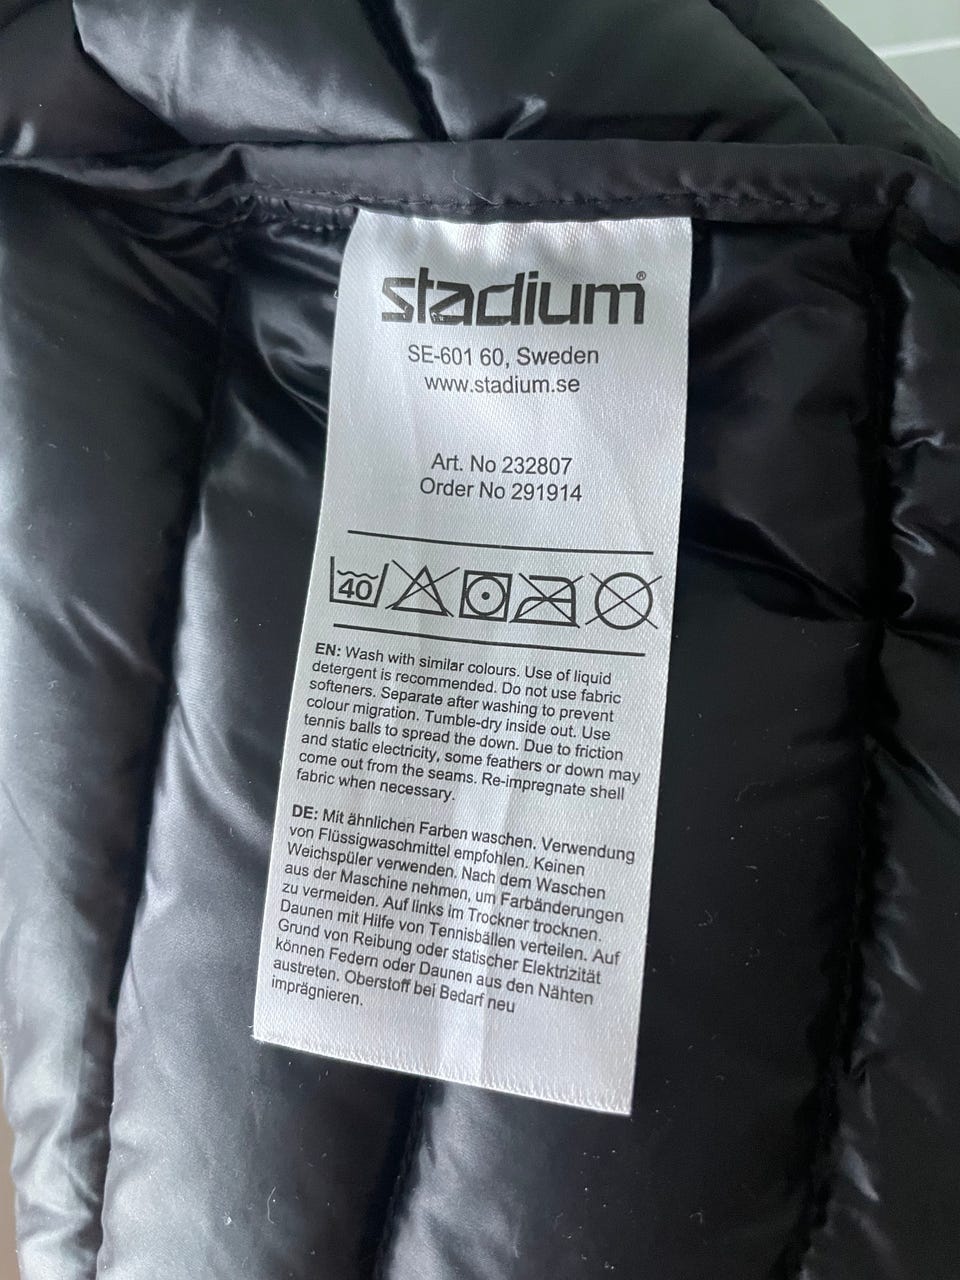 stadium®
SE-601 60, Sweden
www.stadium.se
Art. No 232807
Order No 291914
40
EN: Wash with similar colours. Use of liquid
detergent is recommended. Do not use fabric
softeners. Separate after washing to prevent
colour migration. Tumble-dry inside out. Use
tennis balls to spread the down. Due to friction
and static electricity, some feathers or down may
come out from the seams. Re-impregnate shell
fabric when necessary.
DE: Mit ähnlichen Farben waschen. Verwendung
von Flüssigwaschmittel empfohlen. Keinen
Weichspüler verwenden. Nach dem Waschen
aus der Maschine nehmen, um Farbänderungen
zu vermeiden. Auf links im Trockner trocknen.
Daunen mit Hilfe von Tennisbällen verteilen. Auf
Grund von Reibung oder statischer Elektrizität
können Federn oder Daunen aus den Nähten
austreten. Oberstoff bei Bedarf neu
imprägnieren.